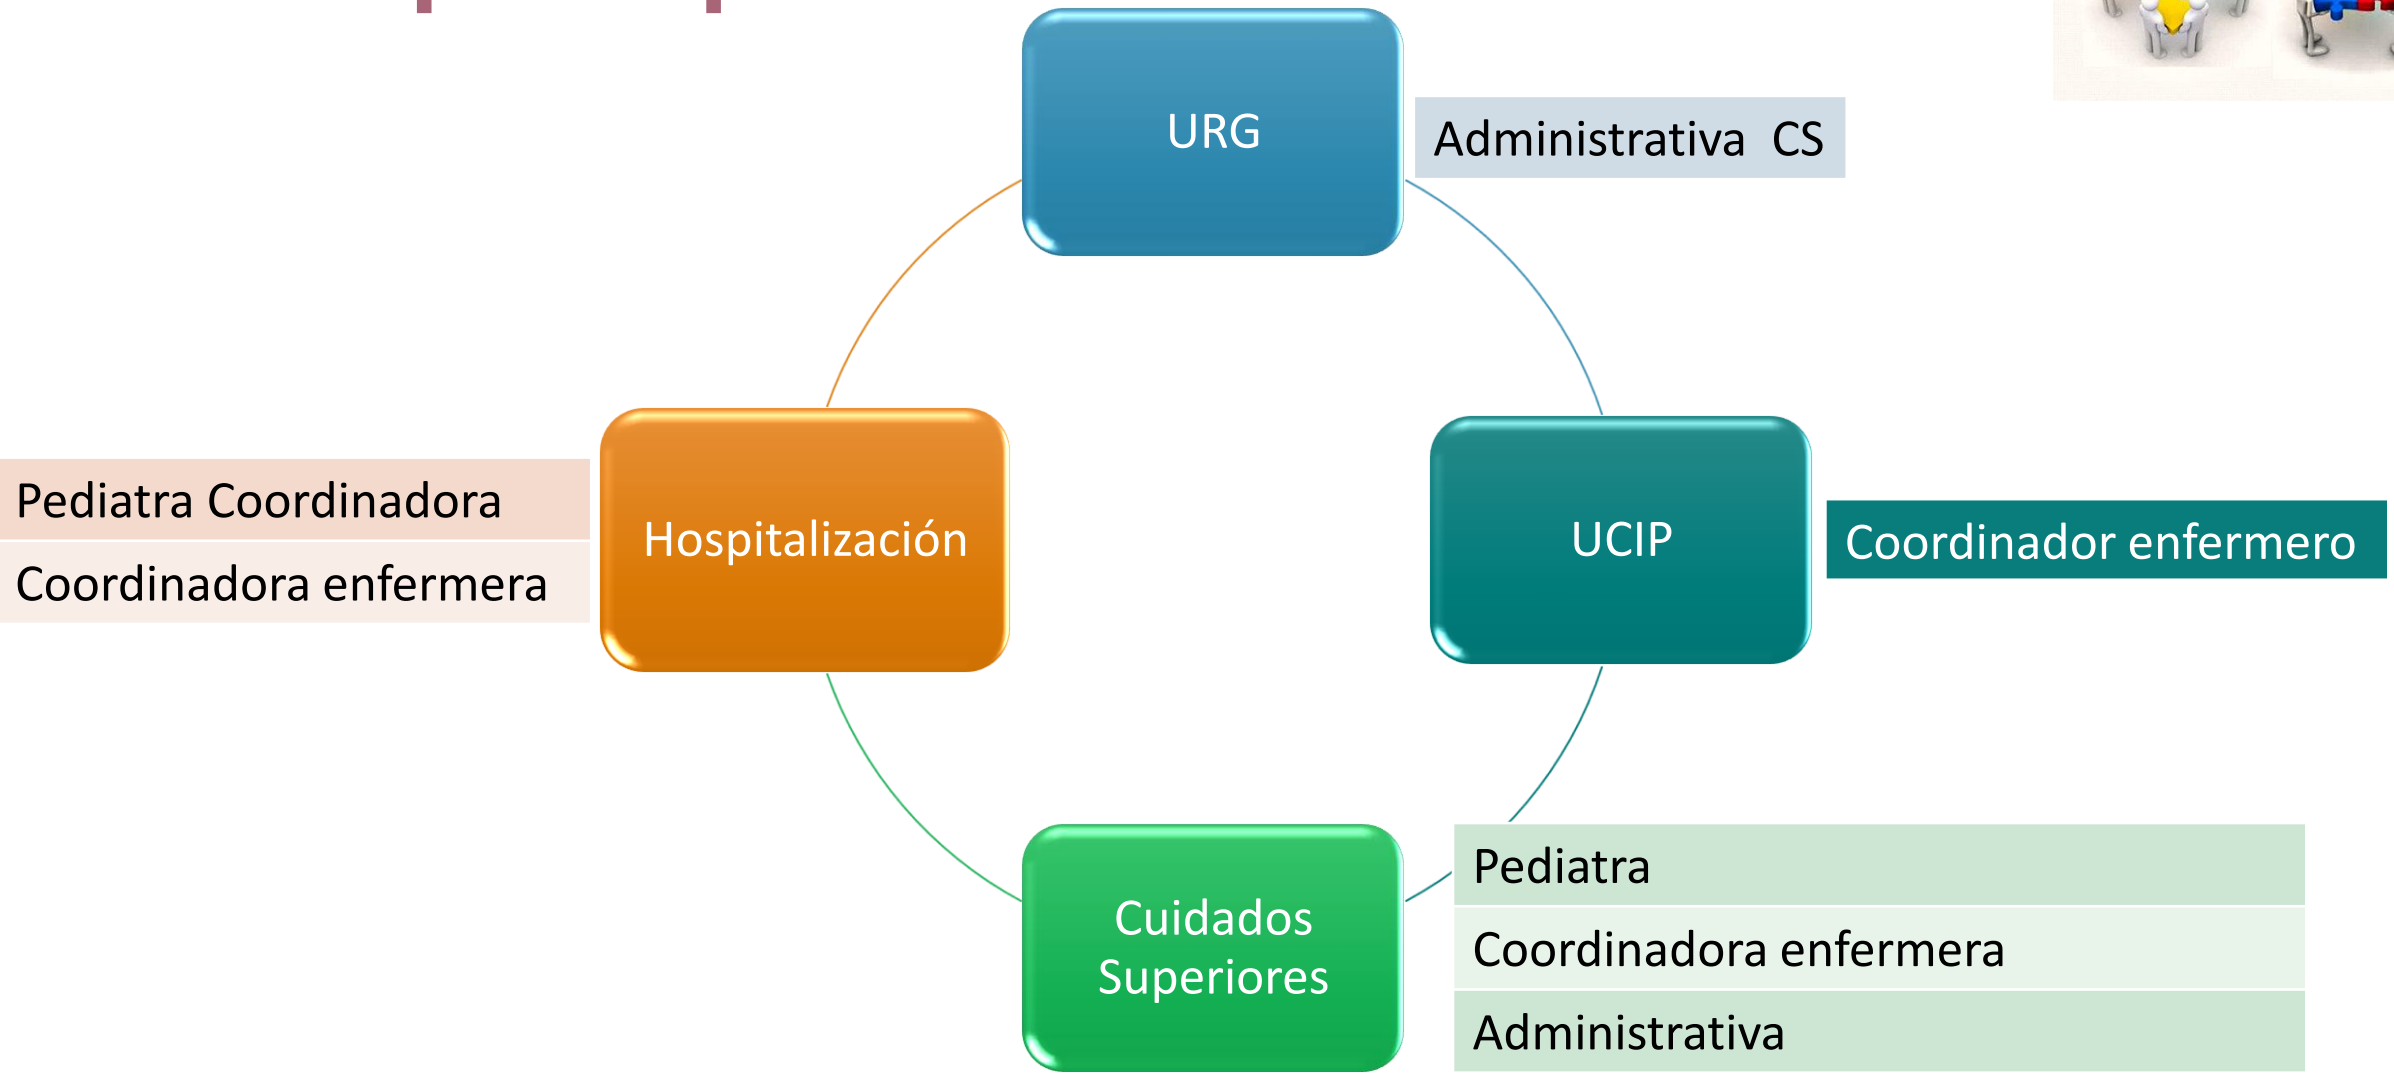 URG
Administrativa CS
Pediatra Coordinadora
Coordinadora enfermera
Hospitalización
UCIP
Coordinador enfermero
Cuidados
Superiores
Pediatra
Coordinadora enfermera
Administrativa